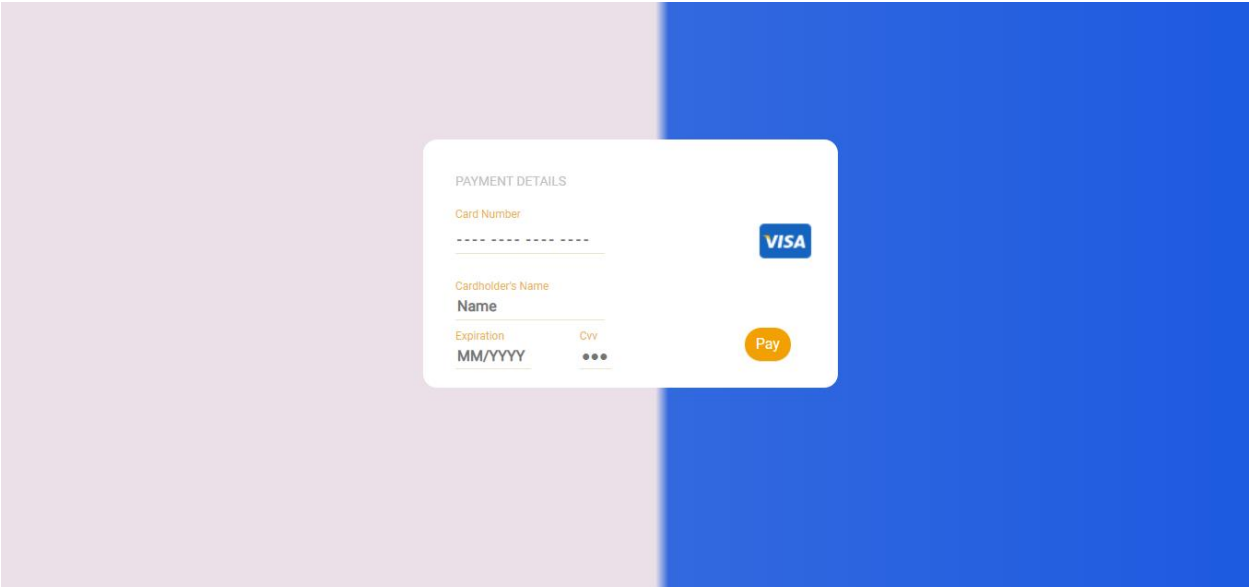 PAYMENT DETAILS
Card Number
---- ---- ---- ----
VISA
Cardholder's Name
Name
Expiration Cvv
MM/YYYY ●●●
Pay